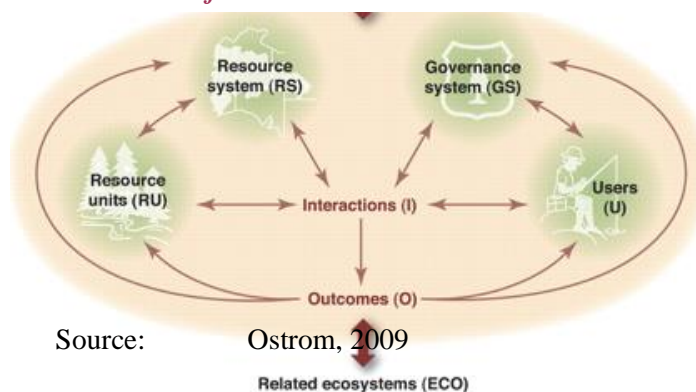 Resource
system (RS)
Governance
system (GS)
Resource
units (RU)
Interactions (I)
Users
(U)
Outcomes (O)
Source: Ostrom, 2009
Related ecosystems (ECO)